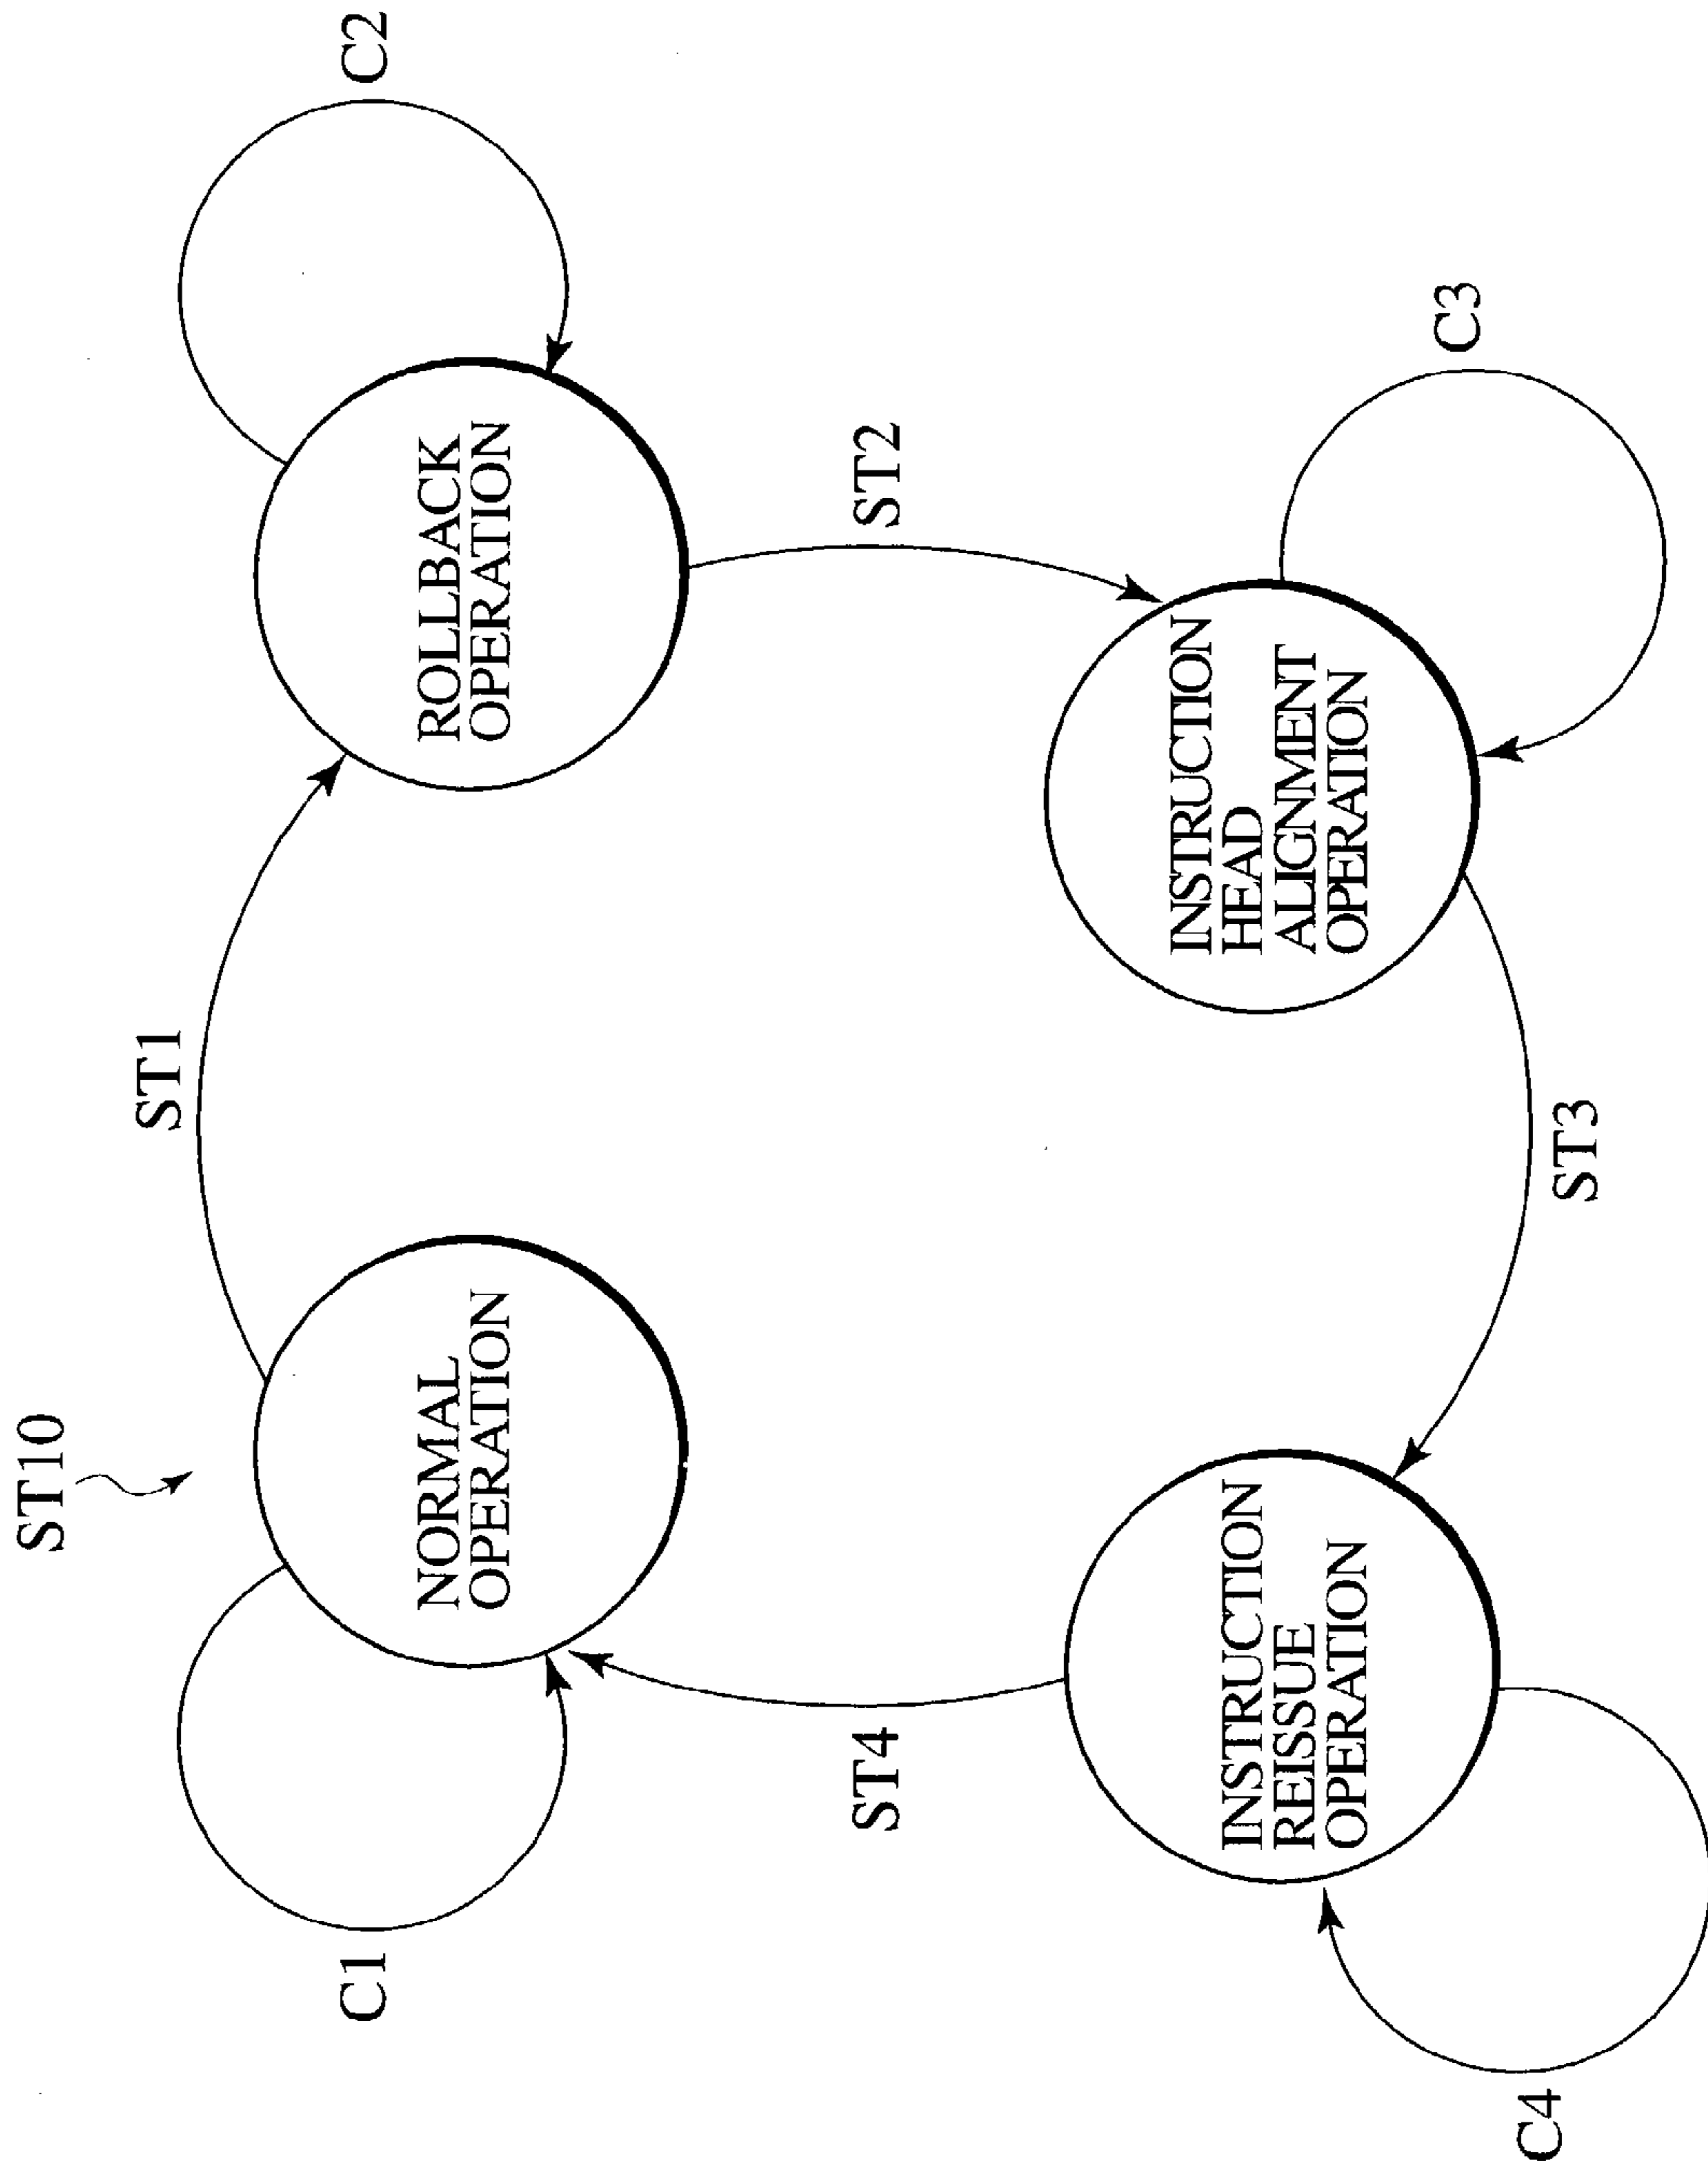 ST10
ST1
C1
NORMAL
OPERATION
ROLLBACK
OPERATION
C2
ST4
ST2
INSTRUCTION
REISSUE
OPERATION
INSTRUCTION
HEAD
ALIGNMENT
OPERATION
C3
C4
ST3